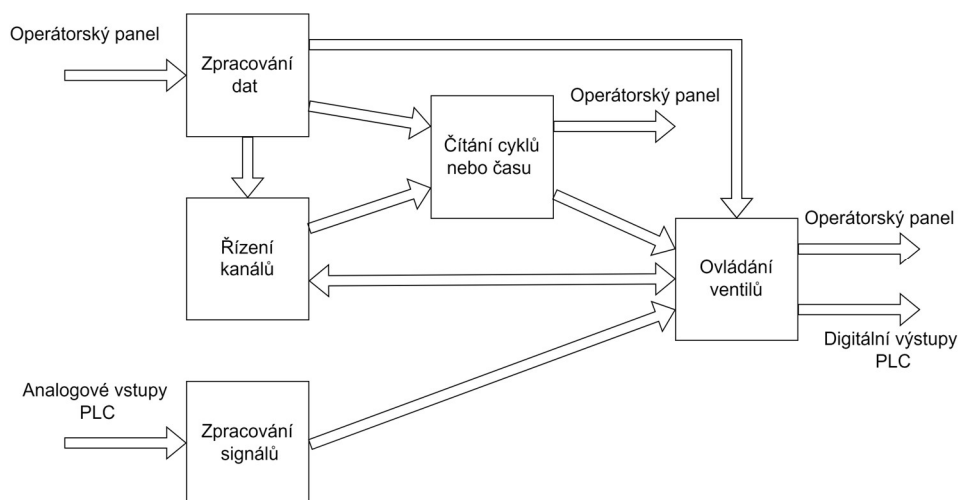 Operátorský panel
Zpracování
dat
Operátorský panel
Čítání cyklů
nebo času
Řízení
kanálů
Operátorský panel
Ovládání
ventilů
Digitální výstupy
PLC
Analogové vstupy
PLC
Zpracování
signálů